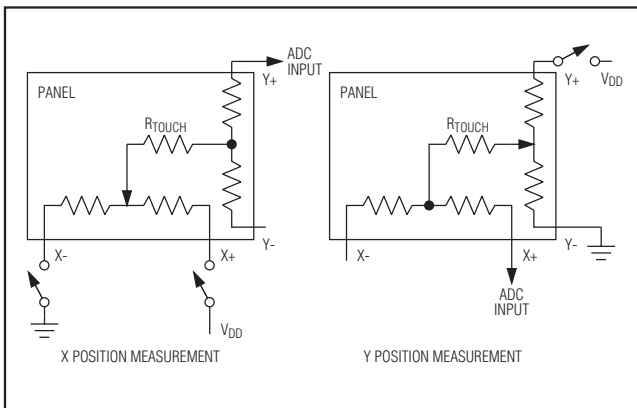 ADC
INPUT
Y+
PANEL
RTOUCH
Y-
X-
X+
VDD
X POSITION MEASUREMENT
Y+
VDD
PANEL
RTOUCH
Y-
X-
X+
ADC
INPUT
Y POSITION MEASUREMENT